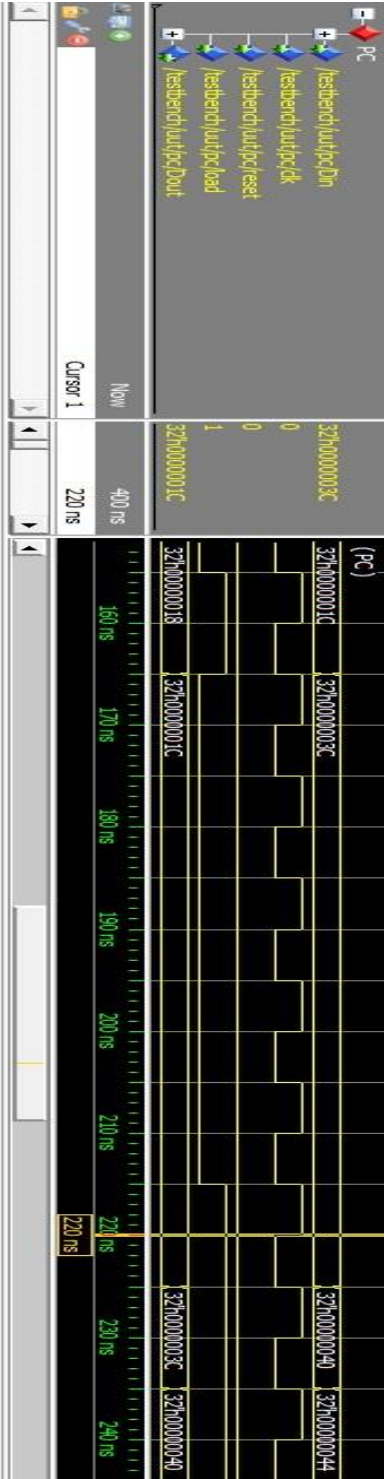 PC (PC)
/testbench/uut/pc/Din 32'h0000003C 32'h0000001C 32'h0000003C 32'h00000040 32'h00000044
/testbench/uut/pc/clk 0
/testbench/uut/pc/reset 0
/testbench/uut/pc/load 1
/testbench/uut/pc/Dout 32'h0000001C 32'h00000018 32'h0000001C 32'h0000003C 32'h00000040
Now 400 ns 160 ns 170 ns 180 ns 190 ns 200 ns 210 ns 220 ns 230 ns 240 ns
Cursor 1 220 ns 220 ns